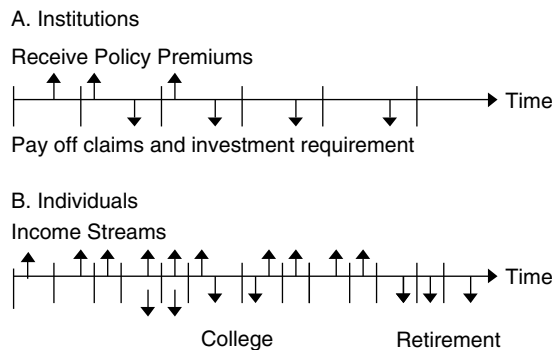 A. Institutions
Receive Policy Premiums
Time
Pay off claims and investment requirement
B. Individuals
Income Streams
Time
College Retirement